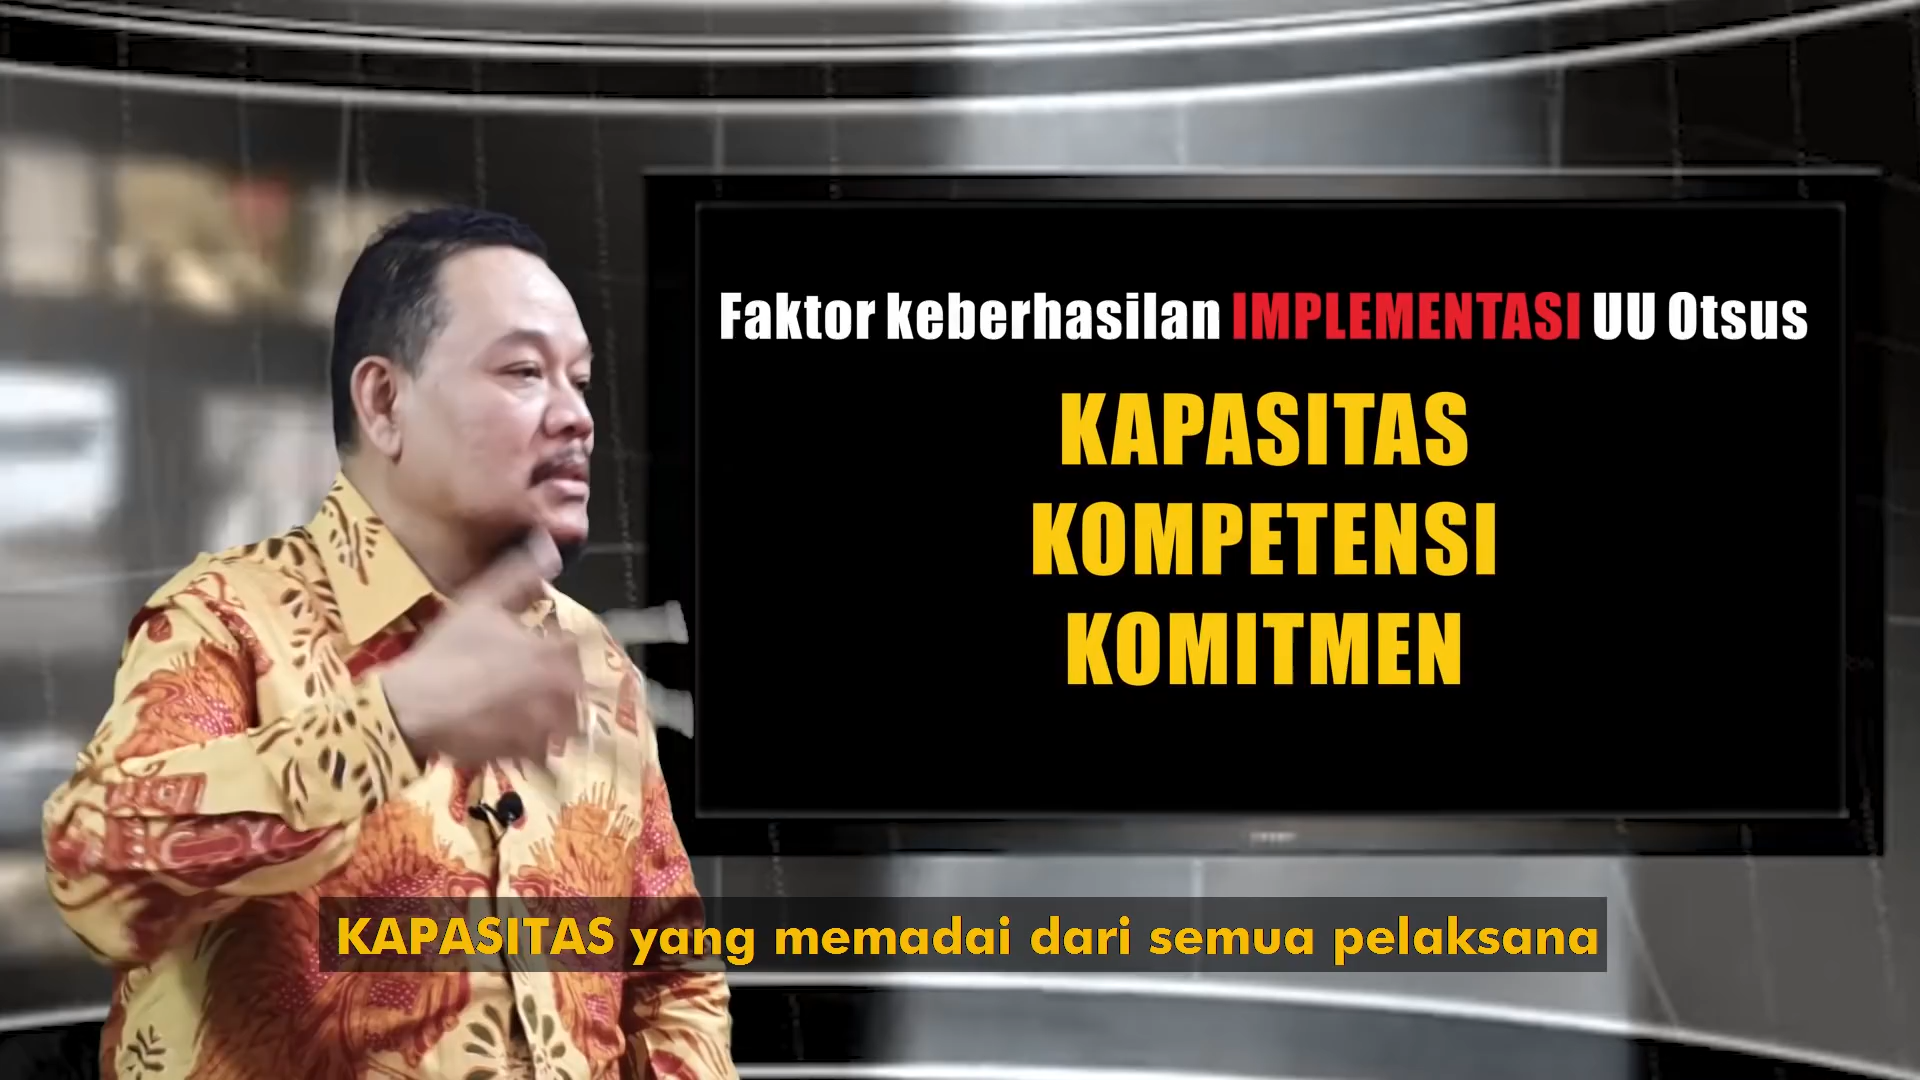 Faktor keberhasilan IMPLEMENTASI UU Otsus
KAPASITAS
KOMPETENSI
KOMITMEN
KAPASITAS yang memadai dari semua pelaksana